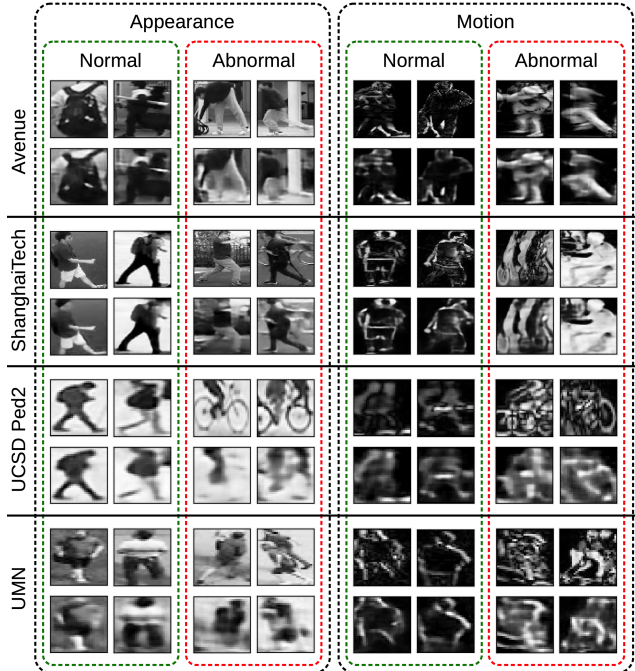 Appearance Motion
Normal Abnormal Normal Abnormal
Avenue
ShanghaiTech
UCSD Ped2
UMN